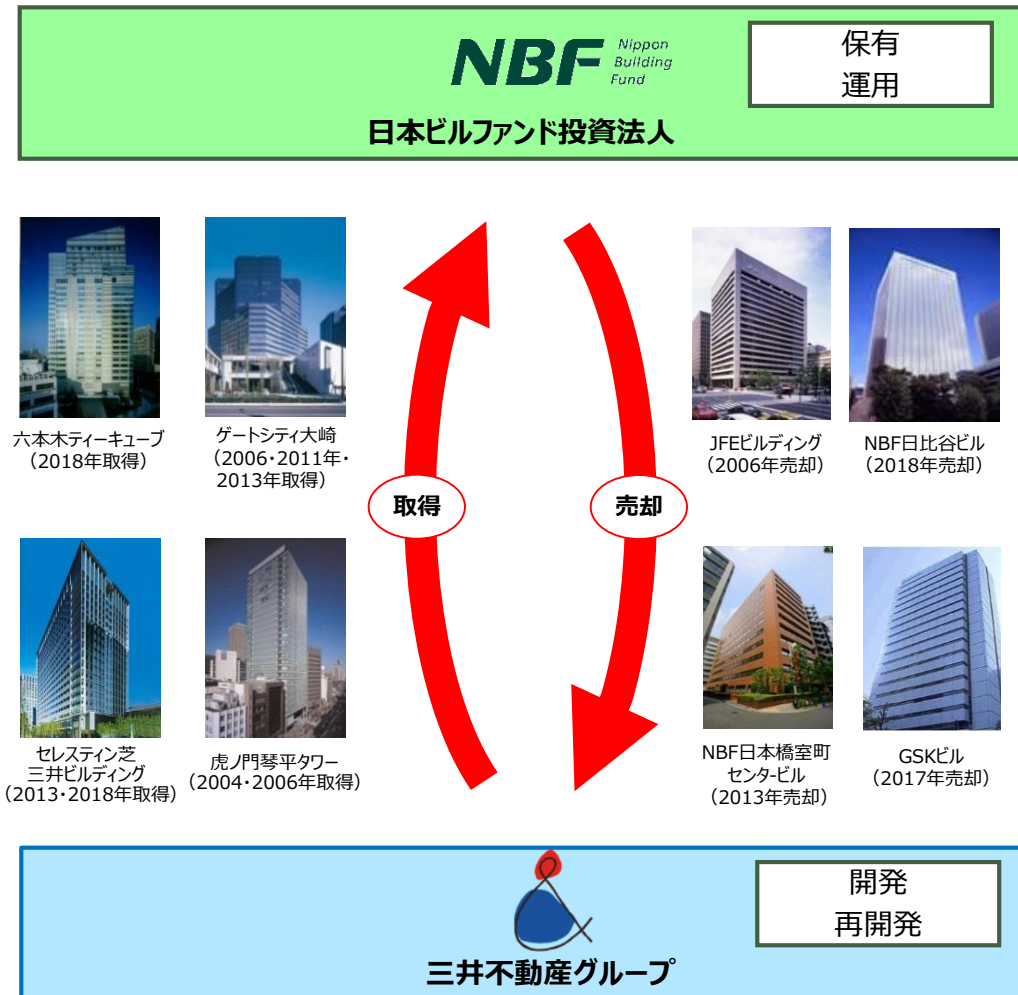 NBF
Nippon
Building
Fund
保有
運用
日本ビルファンド投資法人
六本木ティーキューブ
（2018年取得）
ゲートシティ大崎
（2006・2011年・
2013年取得）
JFEビルディング
（2006年売却）
NBF日比谷ビル
（2018年売却）
取得
売却
セレスティン芝
三井ビルディング
（2013・2018年取得）
虎ノ門琴平タワー
（2004・2006年取得）
NBF日本橋室町
センタービル
（2013年売却）
GSKビル
（2017年売却）
開発
再開発
三井不動産グループ